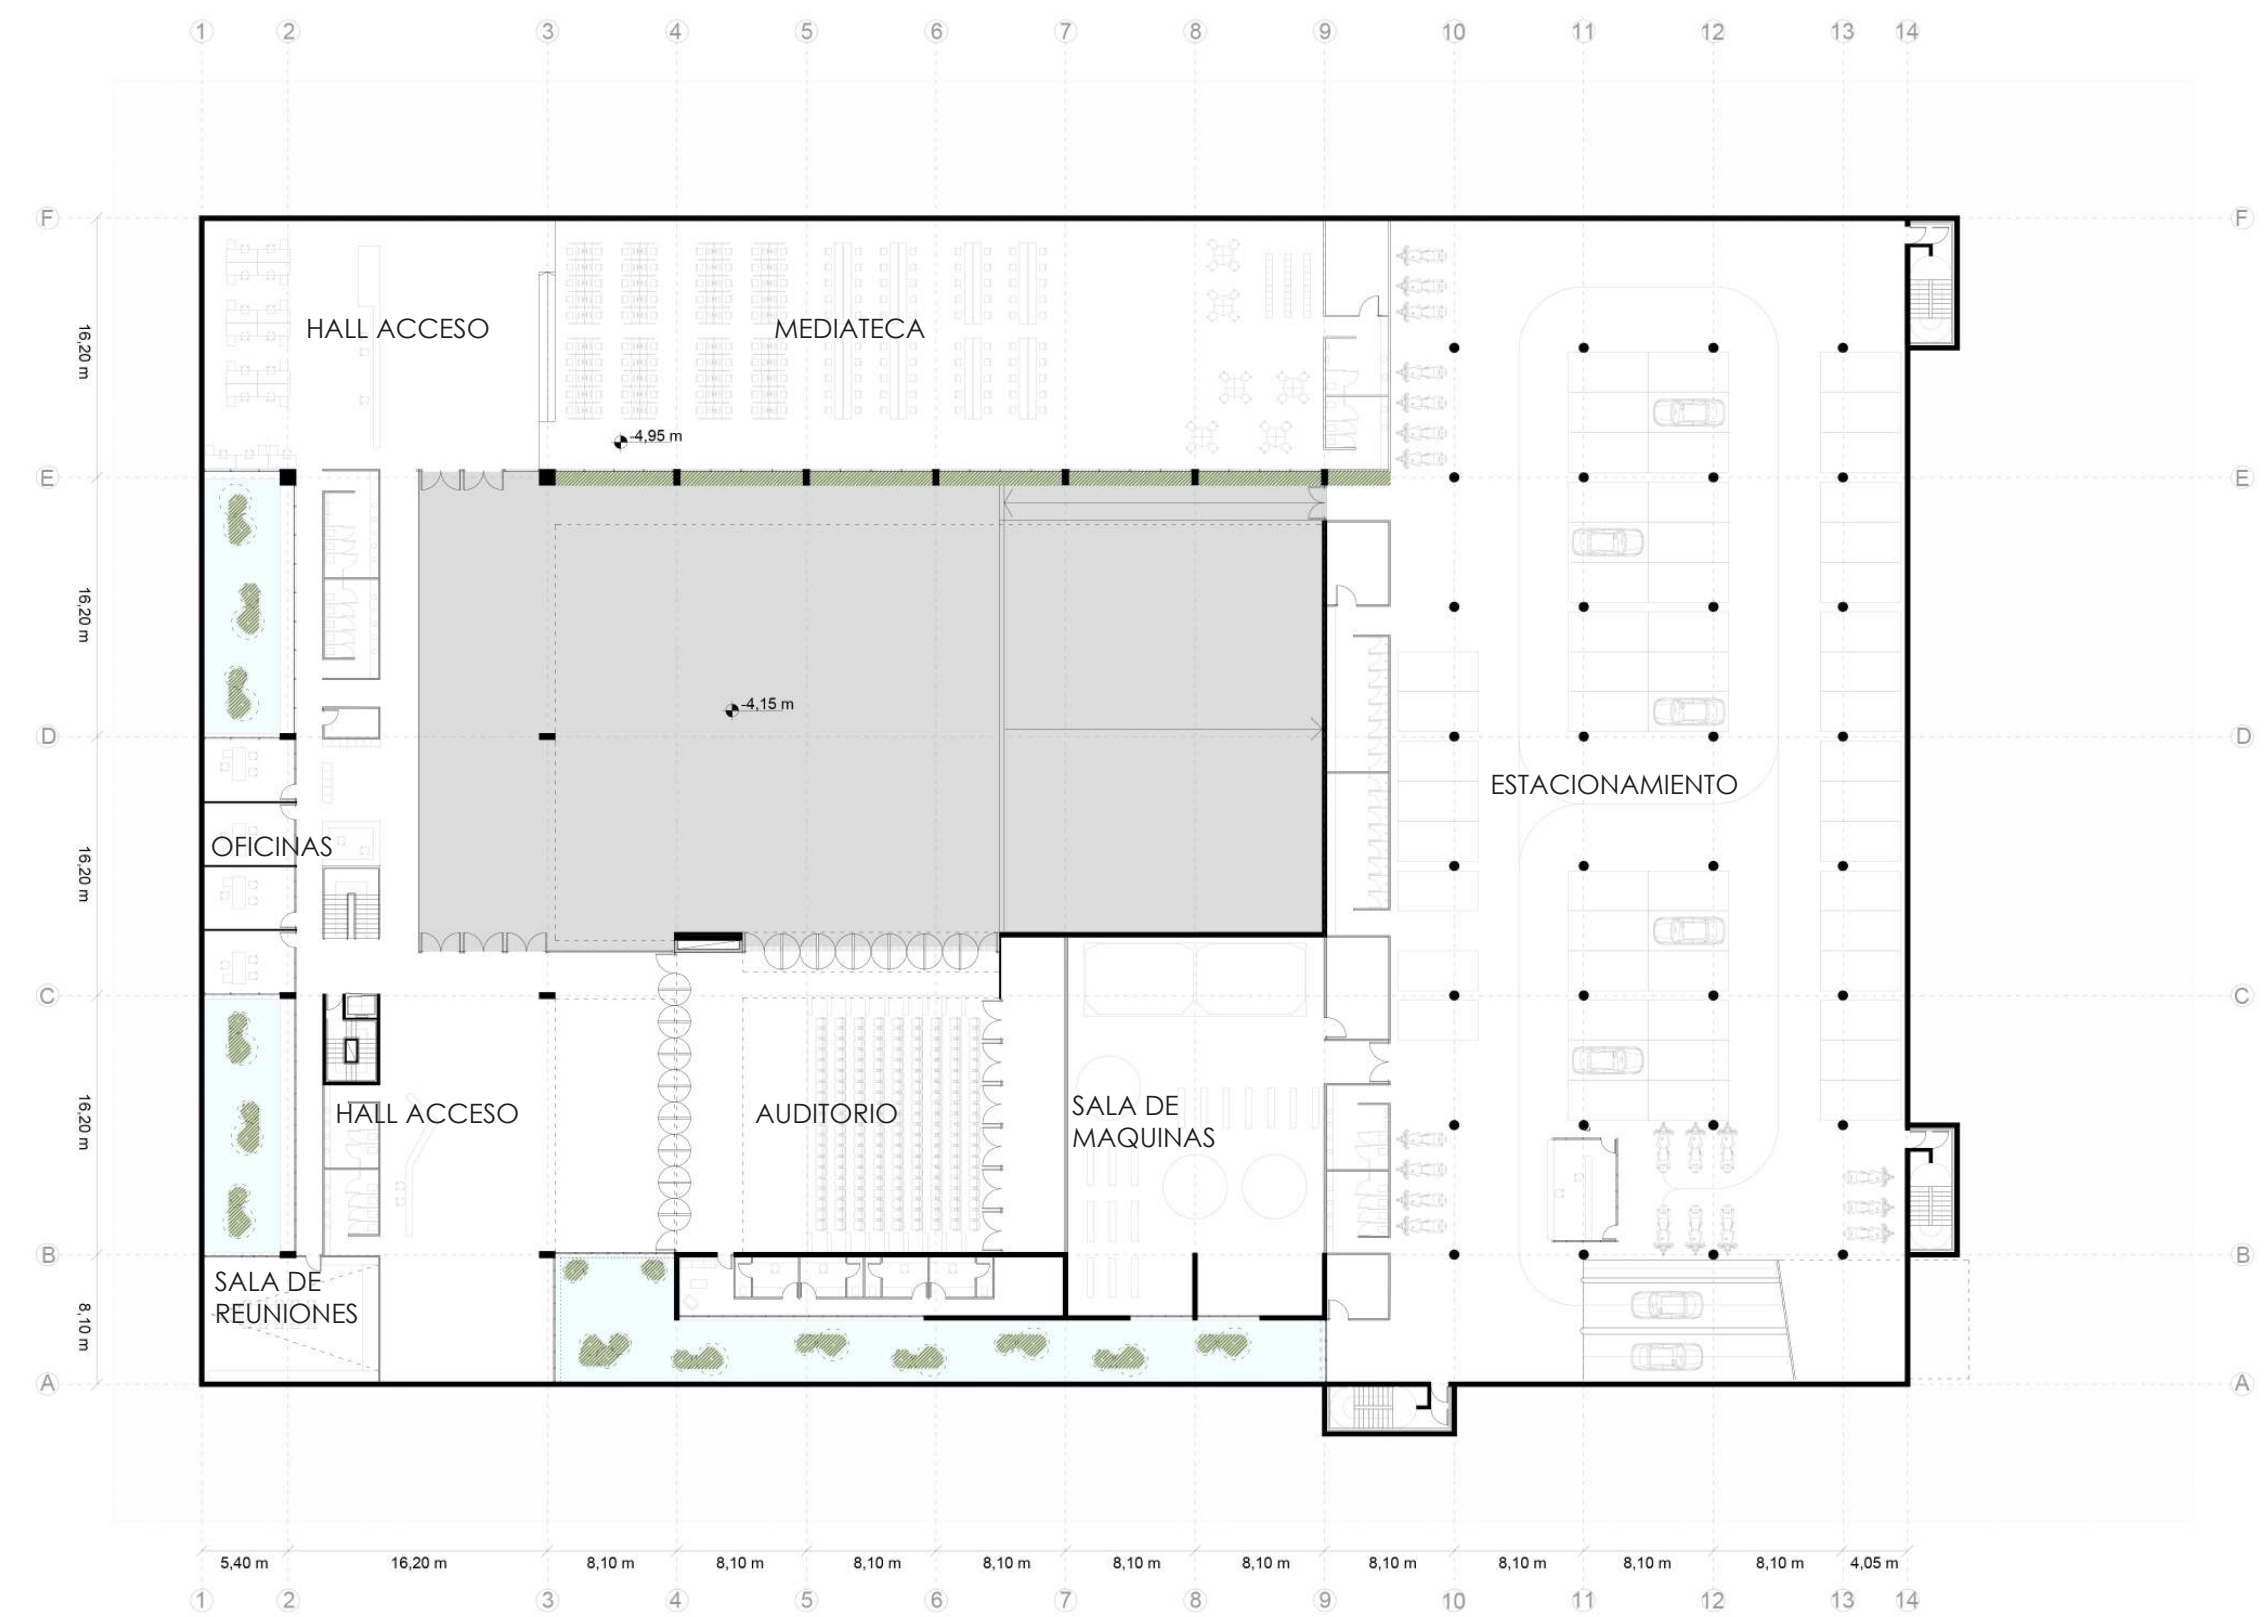 1 2 3 4 5 6 7 8 9 10 11 12 13 14
F F
16,20 m
HALL ACCESO
MEDIATECA
-4,95 m
E E
16,20 m
-4,15 m
D D
ESTACIONAMIENTO
16,20 m
OFICINAS
C C
16,20 m
HALL ACCESO
AUDITORIO
SALA DE
MAQUINAS
B B
SALA DE
REUNIONES
8,10 m
A A
5,40 m 16,20 m 8,10 m 8,10 m 8,10 m 8,10 m 8,10 m 8,10 m 8,10 m 8,10 m 8,10 m 8,10 m 4,05 m
1 2 3 4 5 6 7 8 9 10 11 12 13 14